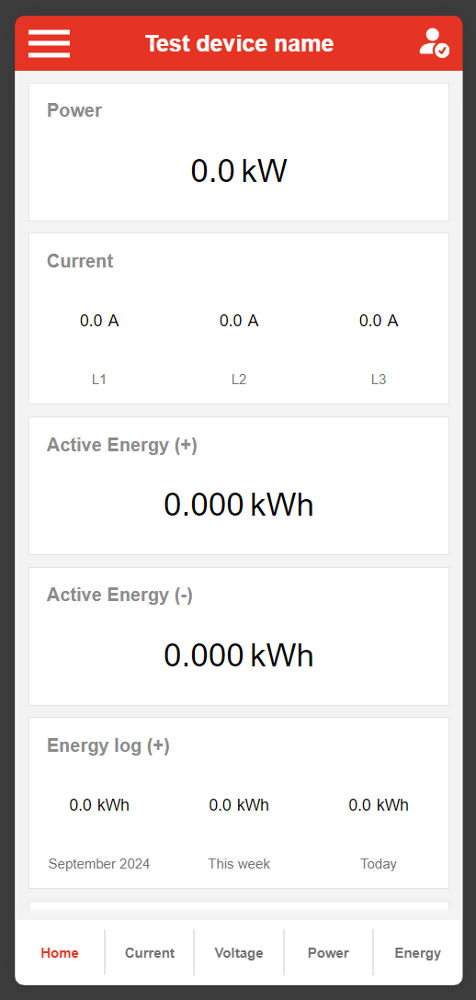 Test device name
Power
0.0 kW
Current
0.0 A 0.0 A 0.0 A
L1 L2 L3
Active Energy (+)
0.000 kWh
Active Energy (-)
0.000 kWh
Energy log (+)
0.0 kWh 0.0 kWh 0.0 kWh
September 2024 This week Today
Home Current Voltage Power Energy